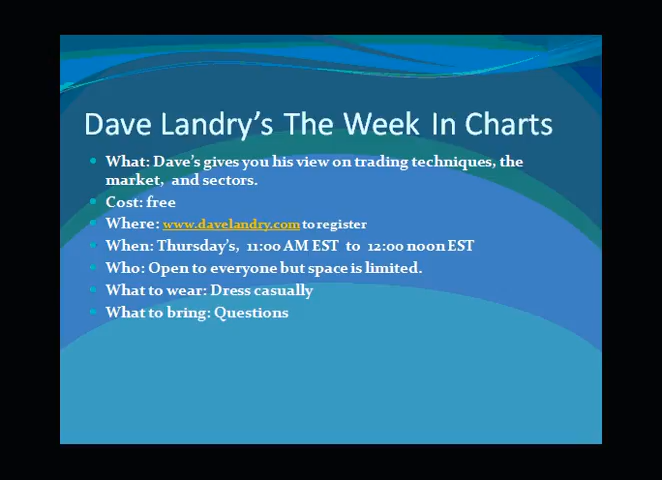 Dave Landry's The Week In Charts
What: Dave's gives you his view on trading techniques, the
market, and sectors.
Cost: free
Where: www.davelandry.com to register
When: Thursday's, 11:00 AM EST to 12:00 noon EST
Who: Open to everyone but space is limited.
What to wear: Dress casually
What to bring: Questions